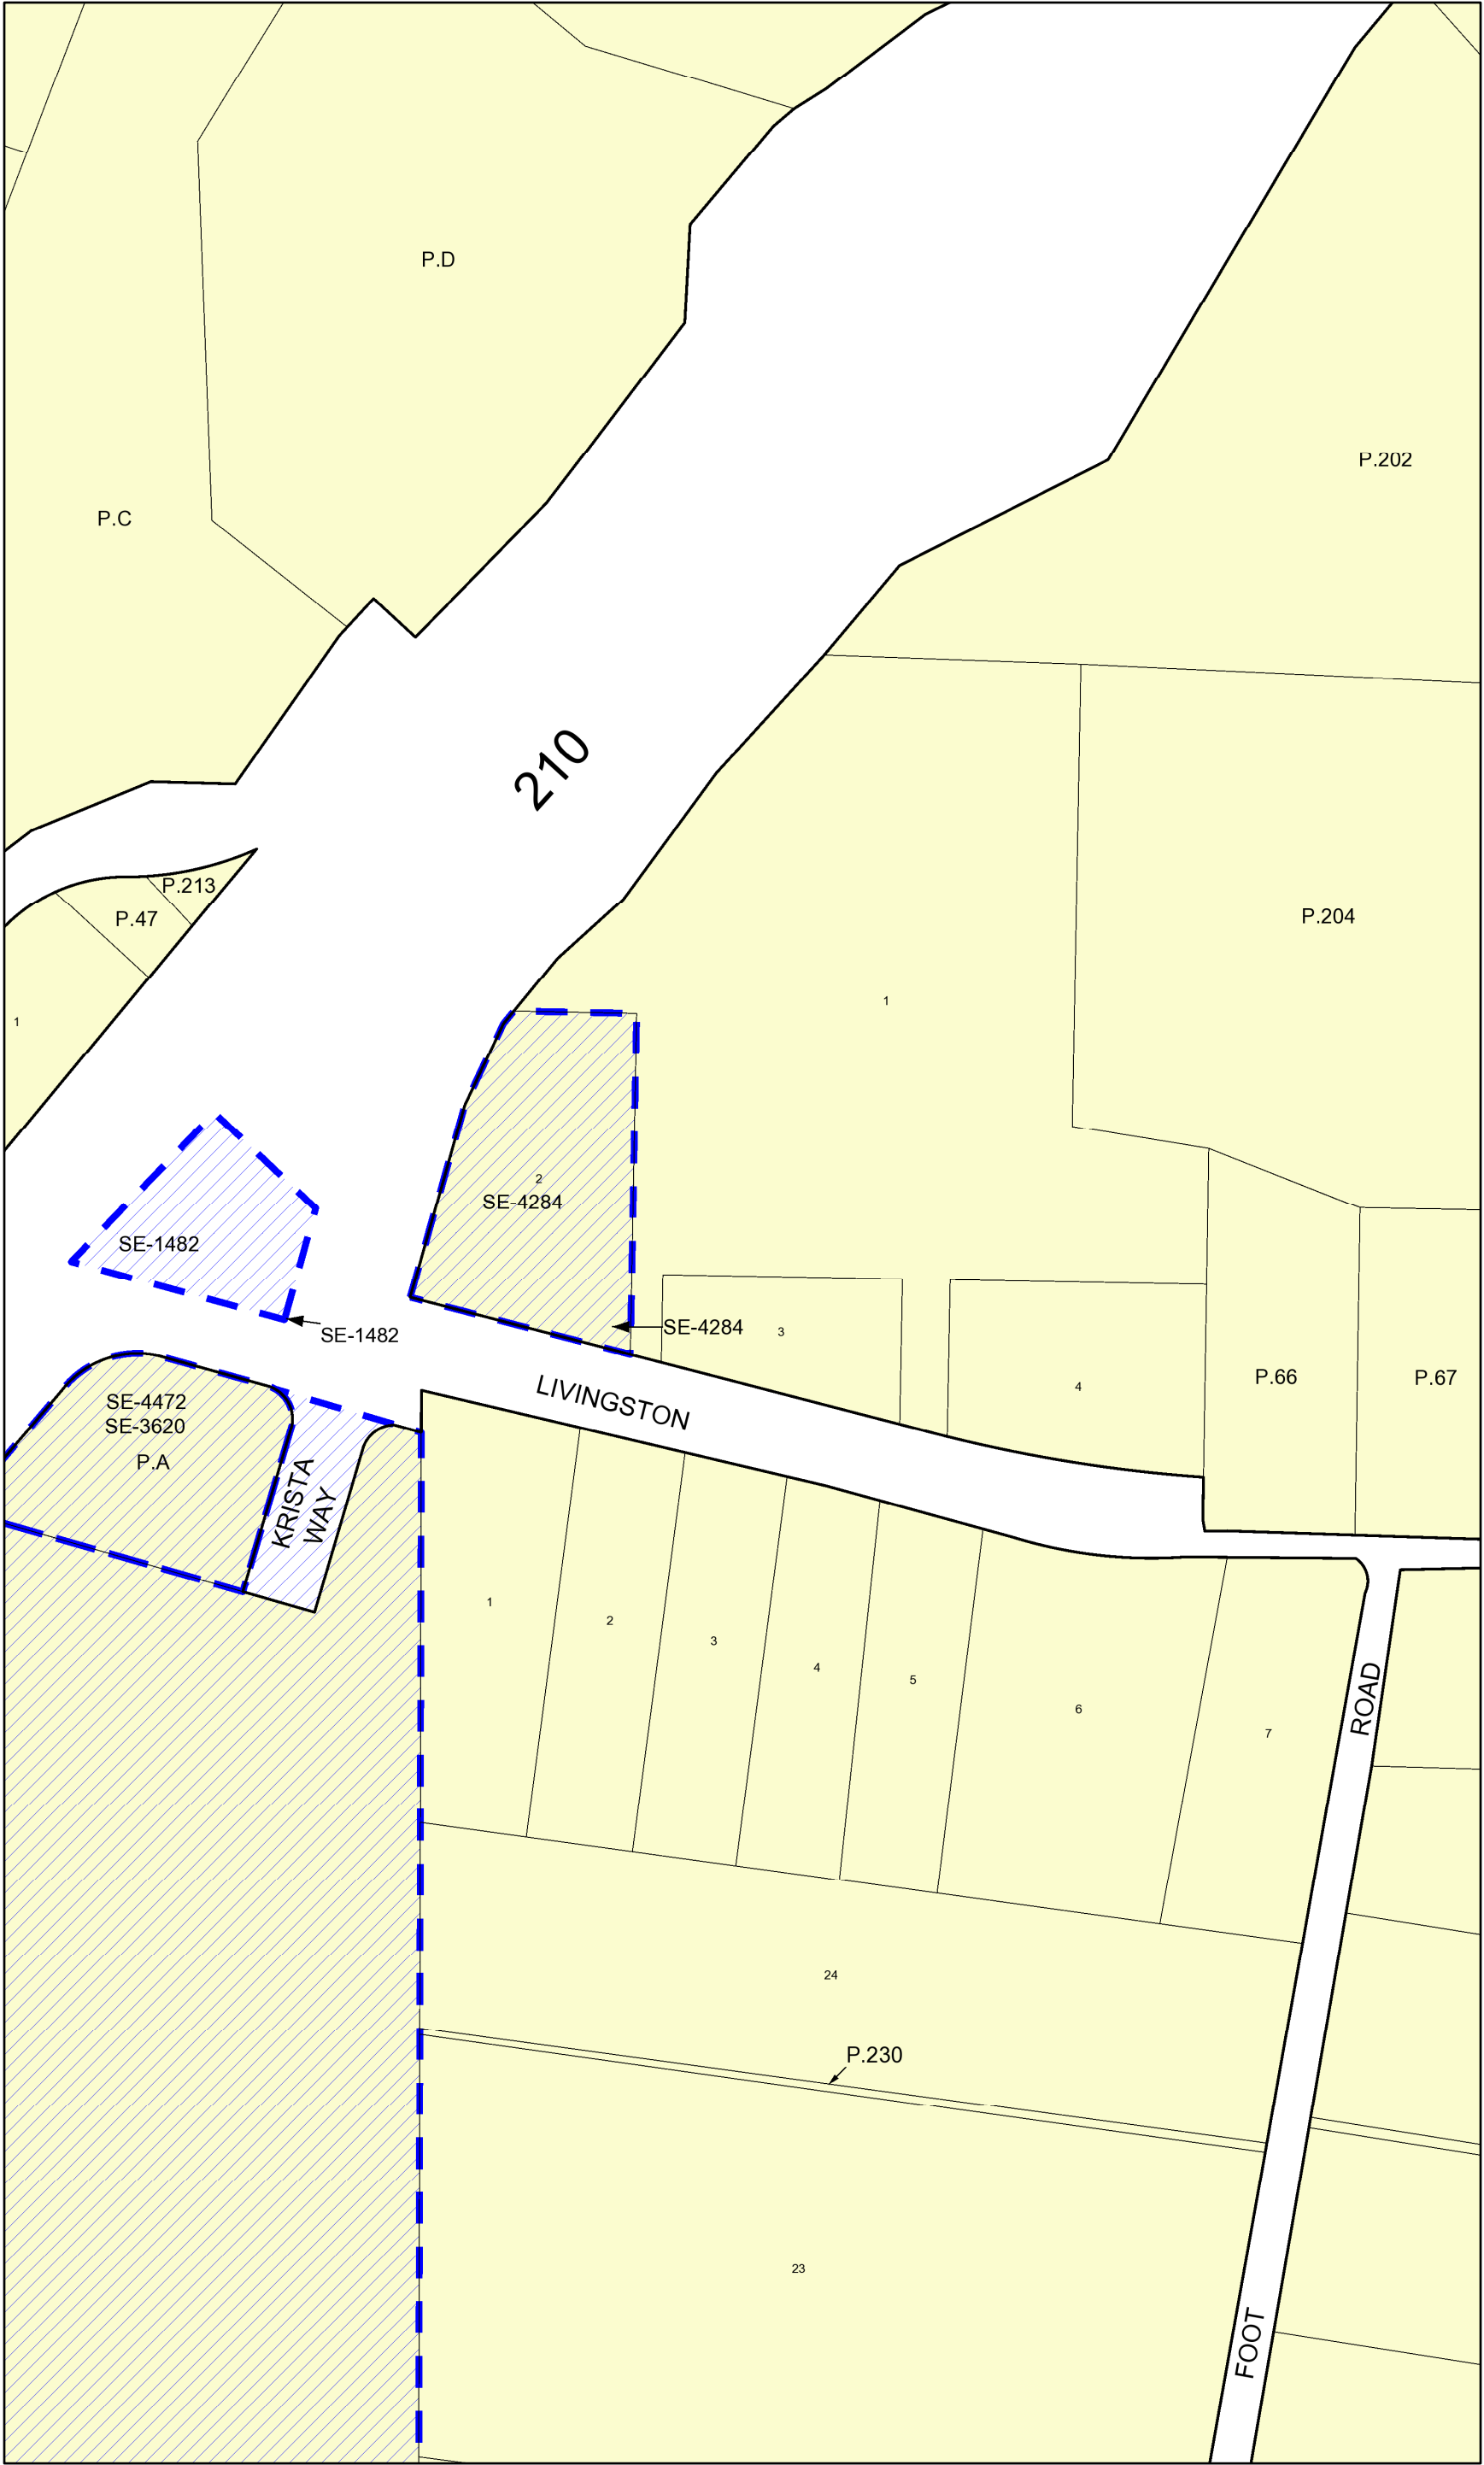 P.D
P.202
P.C
210
P.213
P.47
P.204
1
1
2
SE-4284
SE-1482
SE-1482
SE-4284
3
4
P.66
P.67
LIVINGSTON
SE-4472
SE-3620
P.A
KRISTA
WAY
1
2
3
4
5
6
7
ROAD
24
P.230
23
FOOT